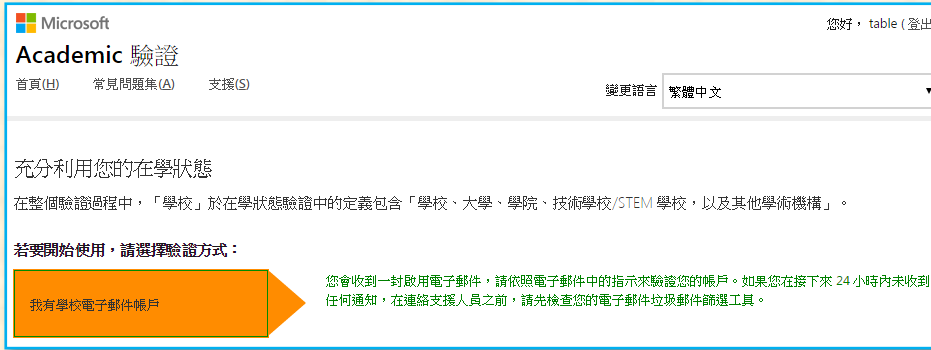 Microsoft
您好， table ( 登出
Academic 驗證
首頁(H) 常見問題集(A) 支援(S)
變更語言 繁體中文
充分利用您的在學狀態
在整個驗證過程中，「學校」於在學狀態驗證中的定義包含「學校、大學、學院、技術學校/STEM 學校，以及其他學術機構」。
若要開始使用，請選擇驗證方式：
我有學校電子郵件帳戶
您會收到一封啟用電子郵件，請依照電子郵件中的指示來驗證您的帳戶。如果您在接下來 24 小時內未收到
任何通知，在連絡支援人員之前，請先檢查您的電子郵件垃圾郵件篩選工具。